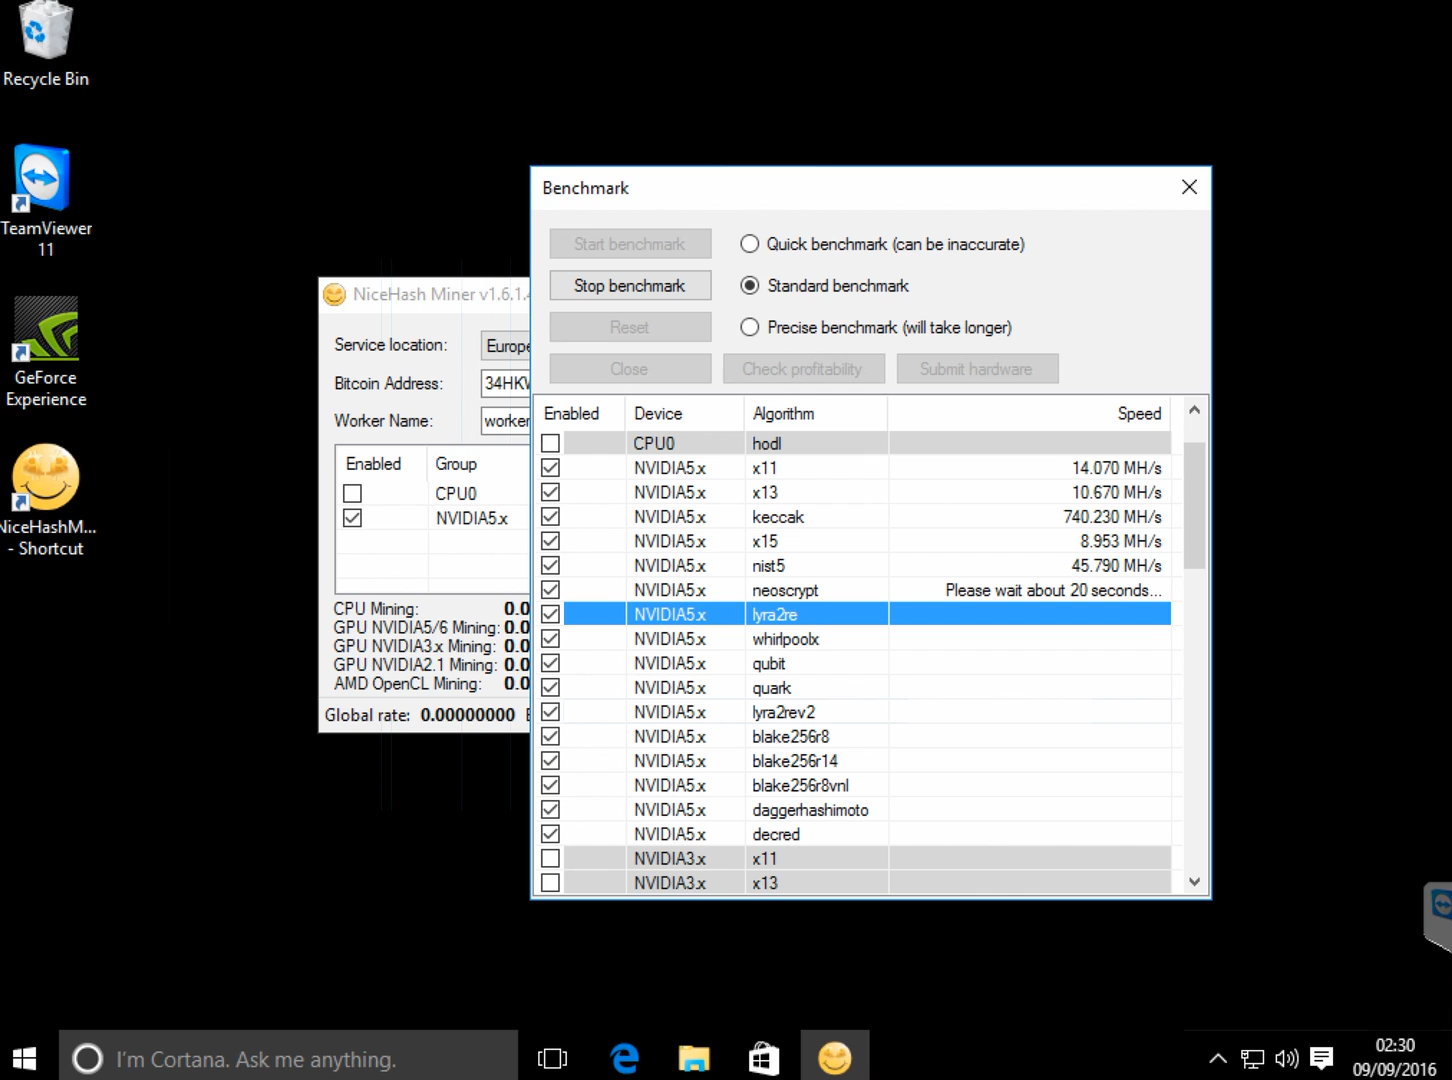 Recycle Bin
TeamViewer
11
GeForce
Experience
NiceHashM...
- Shortcut
NiceHash Miner v1.6.1.4
Service location:
Europe
Bitcoin Address:
34HKV
Worker Name:
worker
Enabled Group
CPU0
NVIDIA5.x
CPU Mining: 0.0
GPU NVIDIA5/6 Mining: 0.0
GPU NVIDIA3.x Mining: 0.0
GPU NVIDIA2.1 Mining: 0.0
AMD OpenCL Mining: 0.0
Global rate: 0.00000000
Benchmark
Start benchmark
Quick benchmark (can be inaccurate)
Stop benchmark
Standard benchmark
Reset
Precise benchmark (will take longer)
Close Check profitability Submit hardware
Enabled Device Algorithm Speed
CPU0 hodl
NVIDIA5.x x11 14.070 MH/s
NVIDIA5.x x13 10.670 MH/s
NVIDIA5.x keccak 740.230 MH/s
NVIDIA5.x x15 8.953 MH/s
NVIDIA5.x nist5 45.790 MH/s
NVIDIA5.x neoscrypt Please wait about 20 seconds...
NVIDIA5.x lyra2re
NVIDIA5.x whirlpoolx
NVIDIA5.x qubit
NVIDIA5.x quark
NVIDIA5.x lyra2rev2
NVIDIA5.x blake256r8
NVIDIA5.x blake256r14
NVIDIA5.x blake256r8vnl
NVIDIA5.x daggerhashimoto
NVIDIA5.x decred
NVIDIA3.x x11
NVIDIA3.x x13
I'm Cortana. Ask me anything.
02:30
09/09/2016